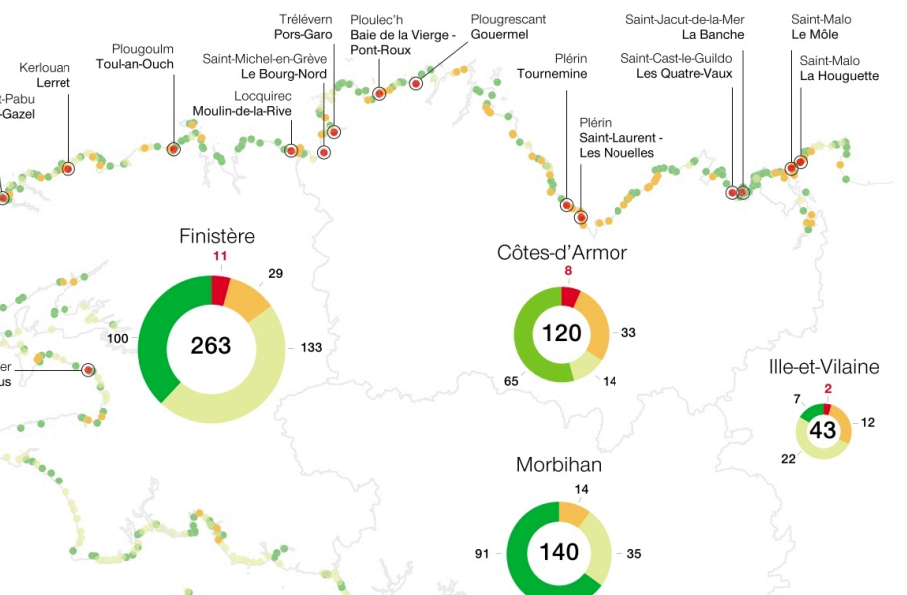 Trélévern
Pors-Garo
Ploulec'h
Baie de la Vierge -
Pont-Roux
Plougrescant
Gouermel
Saint-Jacut-de-la-Mer
La Banche
Saint-Malo
Le Môle
Plougoulm
Toul-an-Ouch
Saint-Michel-en-Grève
Le Bourg-Nord
Plérin
Tournemine
Saint-Cast-le-Guildo
Les Quatre-Vaux
Saint-Malo
La Houguette
Kerlouan
Lerret
t-Pabu
-Gazel
Locquirec
Moulin-de-la-Rive
Plérin
Saint-Laurent -
Les Nouelles
Finistère
11
29
100
263
133
Côtes-d'Armor
8
120
33
65
14
er
us
Ille-et-Vilaine
2
7
43
12
22
Morbihan
14
91
140
35